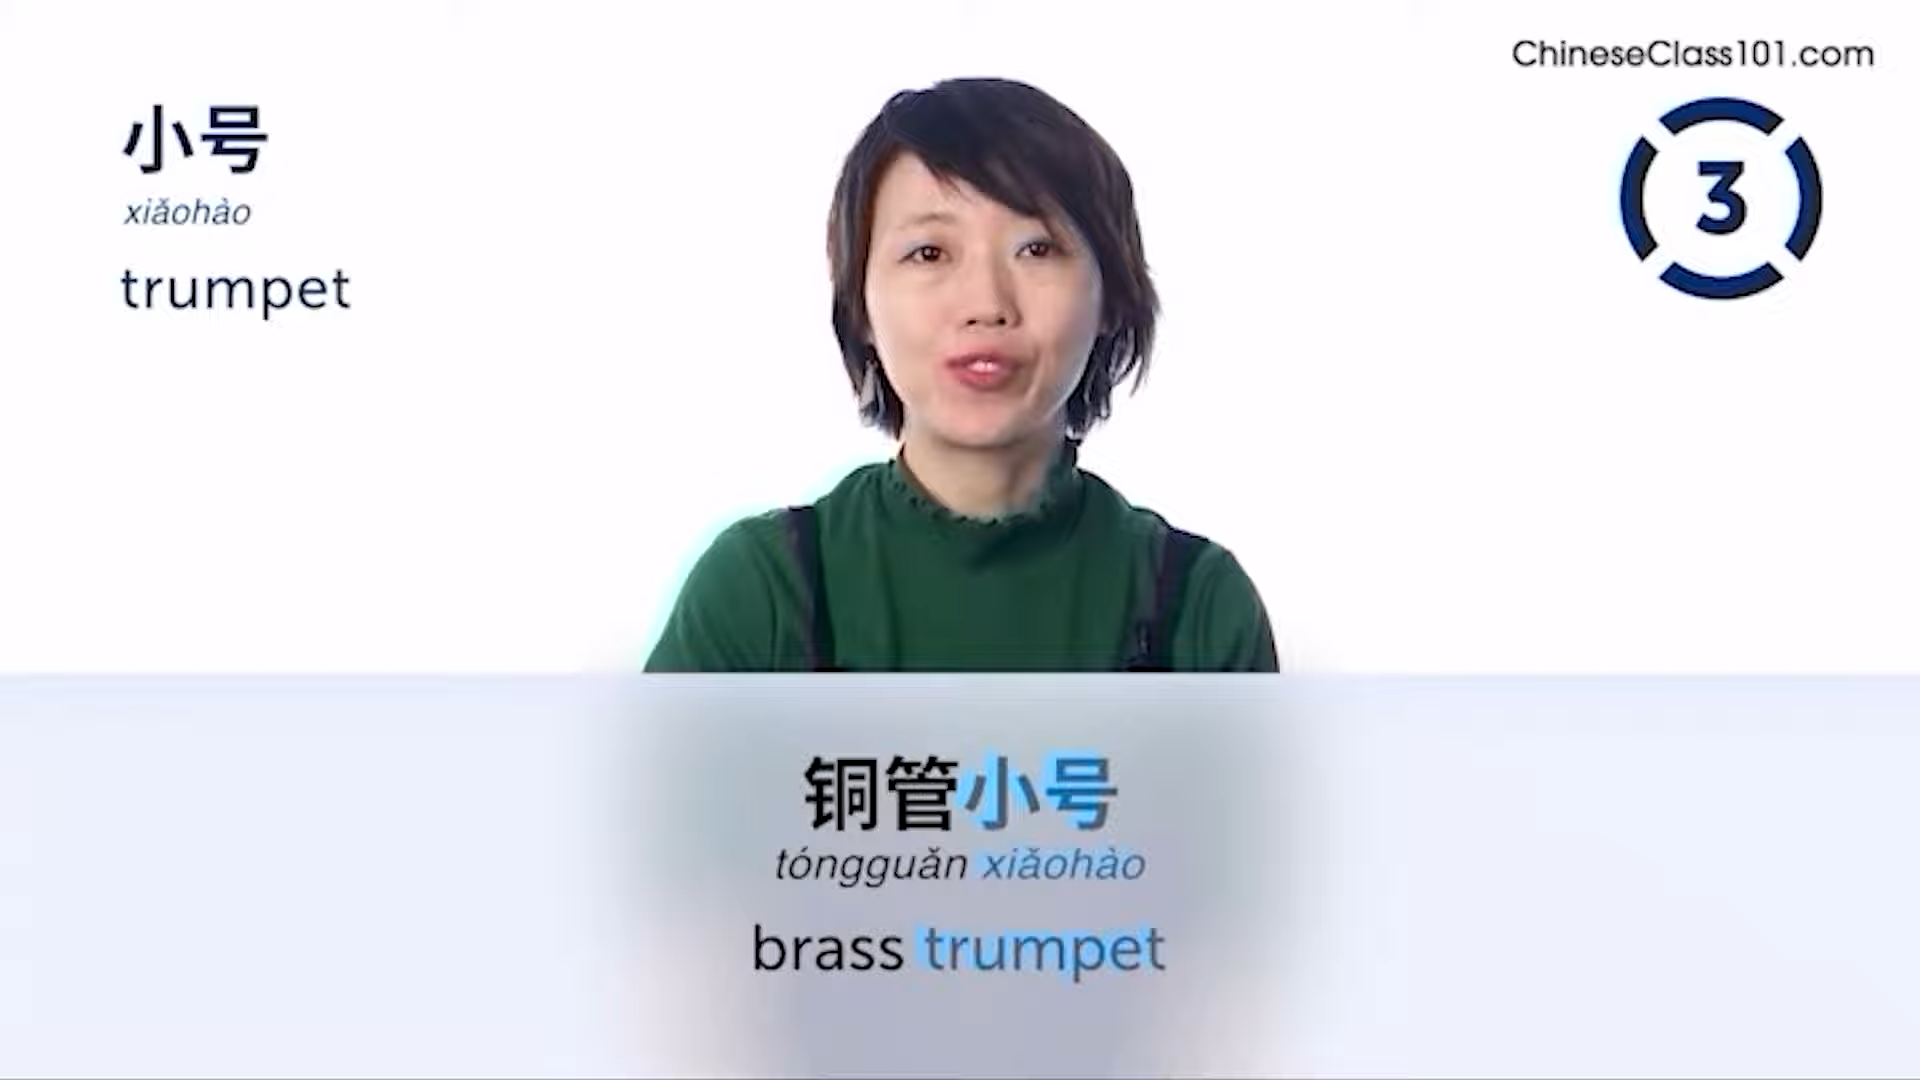 ChineseClass101.com
小号
xiǎohào
trumpet
3
铜管小号
tóngguǎn xiǎohào
brass trumpet